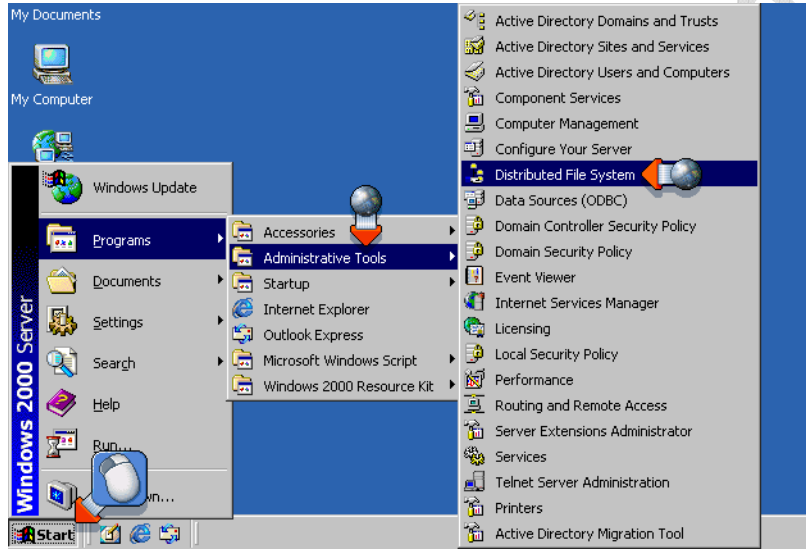 My Documents
My Computer
Windows 2000 Server
Windows Update
Programs
Documents
Settings
Search
Help
Run...
wn...
Start
Accessories
Administrative Tools
Startup
Internet Explorer
Outlook Express
Microsoft Windows Script
Windows 2000 Resource Kit
Active Directory Domains and Trusts
Active Directory Sites and Services
Active Directory Users and Computers
Component Services
Computer Management
Configure Your Server
Distributed File System
Data Sources (ODBC)
Domain Controller Security Policy
Domain Security Policy
Event Viewer
Internet Services Manager
Licensing
Local Security Policy
Performance
Routing and Remote Access
Server Extensions Administrator
Services
Telnet Server Administration
Printers
Active Directory Migration Tool